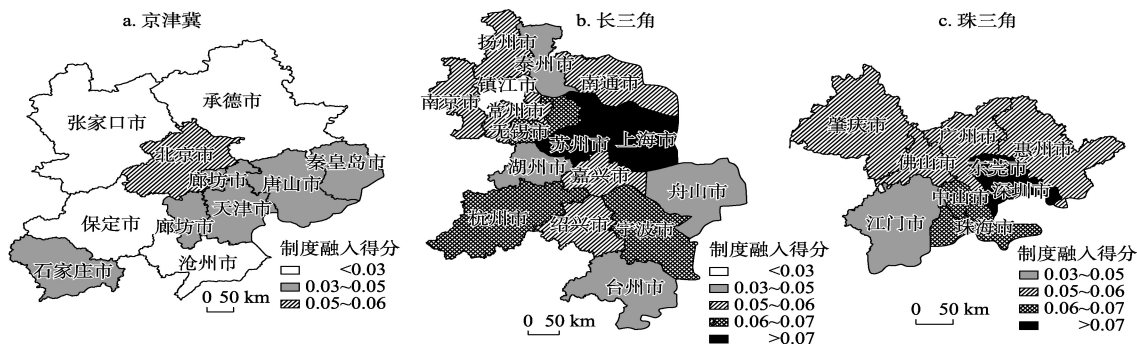 a. 京津冀
张家口市
承德市
北京市
廊坊市
唐山市
秦皇岛市
天津市
廊坊市
保定市
沧州市
石家庄市
制度融入得分
<0.03
0.03~0.05
0.05~0.06
0 50 km
b. 长三角
扬州市
泰州市
南通市
镇江市
南京市
常州市
无锡市
苏州市
上海市
湖州市
嘉兴市
舟山市
杭州市
绍兴市
宁波市
台州市
制度融入得分
<0.03
0.03~0.05
0.05~0.06
0.06~0.07
>0.07
0 50 km
c. 珠三角
肇庆市
广州市
惠州市
佛山市
东莞市
深圳市
中山市
江门市
珠海市
制度融入得分
0.03~0.05
0.05~0.06
0.06~0.07
>0.07
0 50 km